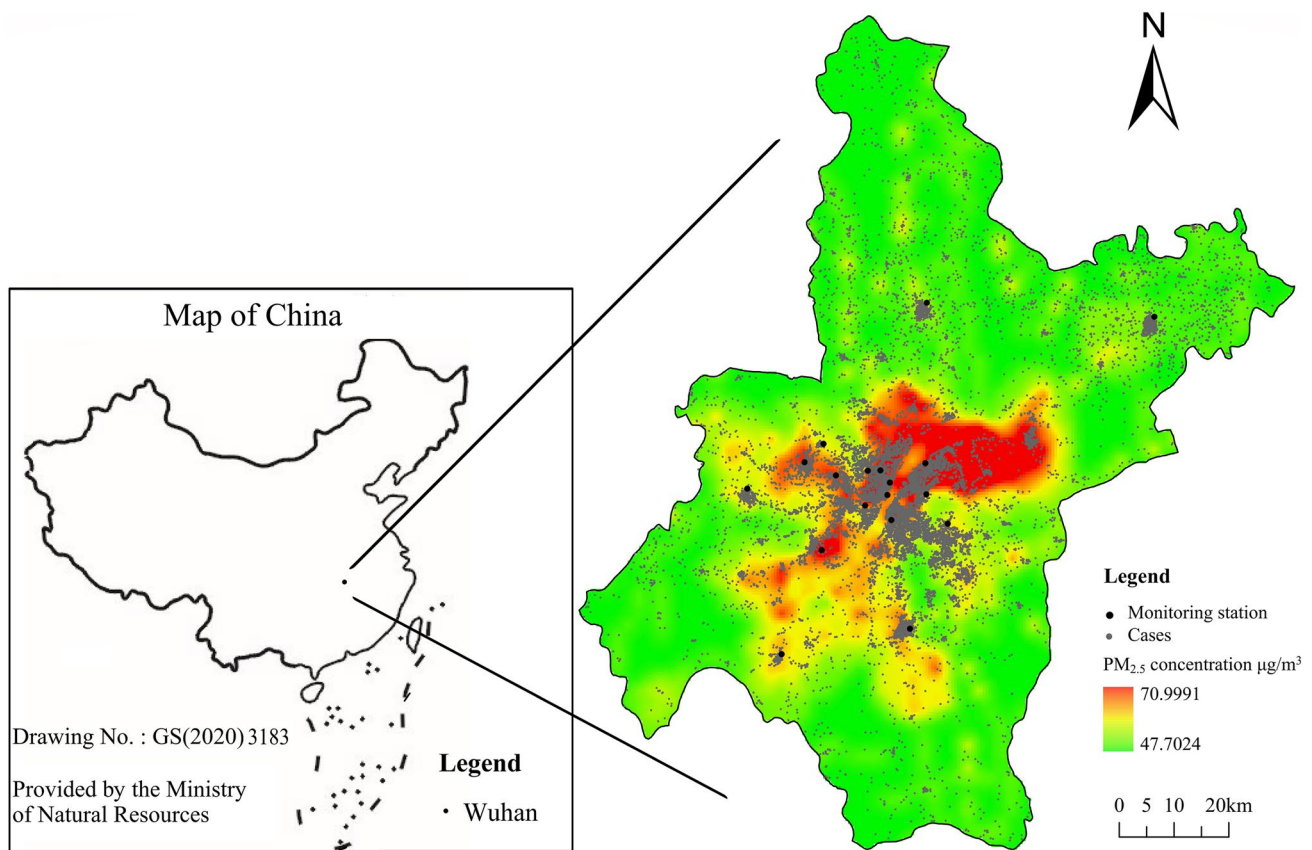 Map of China
Drawing No. : GS(2020) 3183
Provided by the Ministry
of Natural Resources
Legend
Wuhan
N
Legend
Monitoring station
Cases
PM2.5 concentration µg/m³
70.9991
47.7024
0 5 10 20km